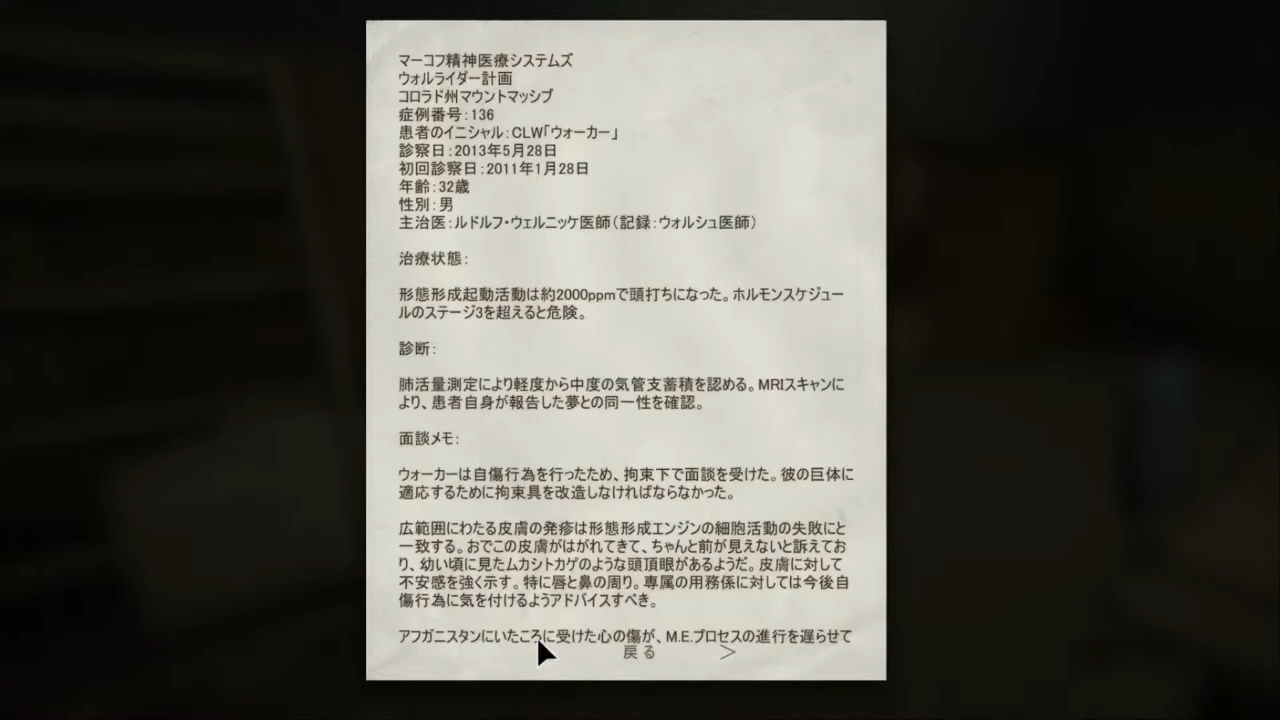 マーコフ精神医療システムズ
ウォルライダー計画
コロラド州マウントマッシブ
症例番号：136
患者のイニシャル：CLW「ウォーカー」
診察日：2013年5月28日
初回診察日：2011年1月28日
年齢：32歳
性別：男
主治医：ルドルフ・ウェルニッケ医師（記録：ウォルシュ医師）
治療状態：
形態形成起動活動は約2000ppmで頭打ちになった。ホルモンスケジュー
ルのステージ3を超えると危険。
診断：
肺活量測定により軽度から中度の気管支蓄積を認める。MRIスキャンに
より、患者自身が報告した夢との同一性を確認。
面談メモ：
ウォーカーは自傷行為を行ったため、拘束下で面談を受けた。彼の巨体に
適応するために拘束具を改造しなければならなかった。
広範囲にわたる皮膚の発疹は形態形成エンジンの細胞活動の失敗にと
一致する。おでこの皮膚がはがれてきて、ちゃんと前が見えないと訴えてお
り、幼い頃に見たムカシトカゲのような頭頂眼があるようだ。皮膚に対して
不安感を強く示す。特に唇と鼻の周り。専属の用務係に対しては今後自
傷行為に気を付けるようアドバイスすべき。
アフガニスタンにいたころに受けた心の傷が、M.E.プロセスの進行を遅らせて
戻る ＞